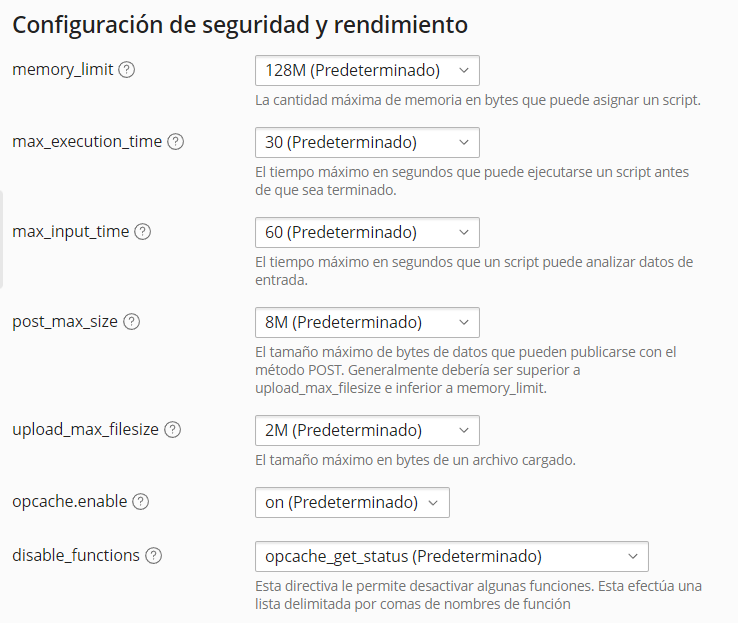 Configuración de seguridad y rendimiento
memory_limit ?
128M (Predeterminado)
La cantidad máxima de memoria en bytes que puede asignar un script.
max_execution_time ?
30 (Predeterminado)
El tiempo máximo en segundos que puede ejecutarse un script antes
de que sea terminado.
max_input_time ?
60 (Predeterminado)
El tiempo máximo en segundos que un script puede analizar datos de
entrada.
post_max_size ?
8M (Predeterminado)
El tamaño máximo de bytes de datos que pueden publicarse con el
método POST. Generalmente debería ser superior a
upload_max_filesize e inferior a memory_limit.
upload_max_filesize ?
2M (Predeterminado)
El tamaño máximo en bytes de un archivo cargado.
opcache.enable ?
on (Predeterminado)
disable_functions ?
opcache_get_status (Predeterminado)
Esta directiva le permite desactivar algunas funciones. Esta efectúa una
lista delimitada por comas de nombres de función